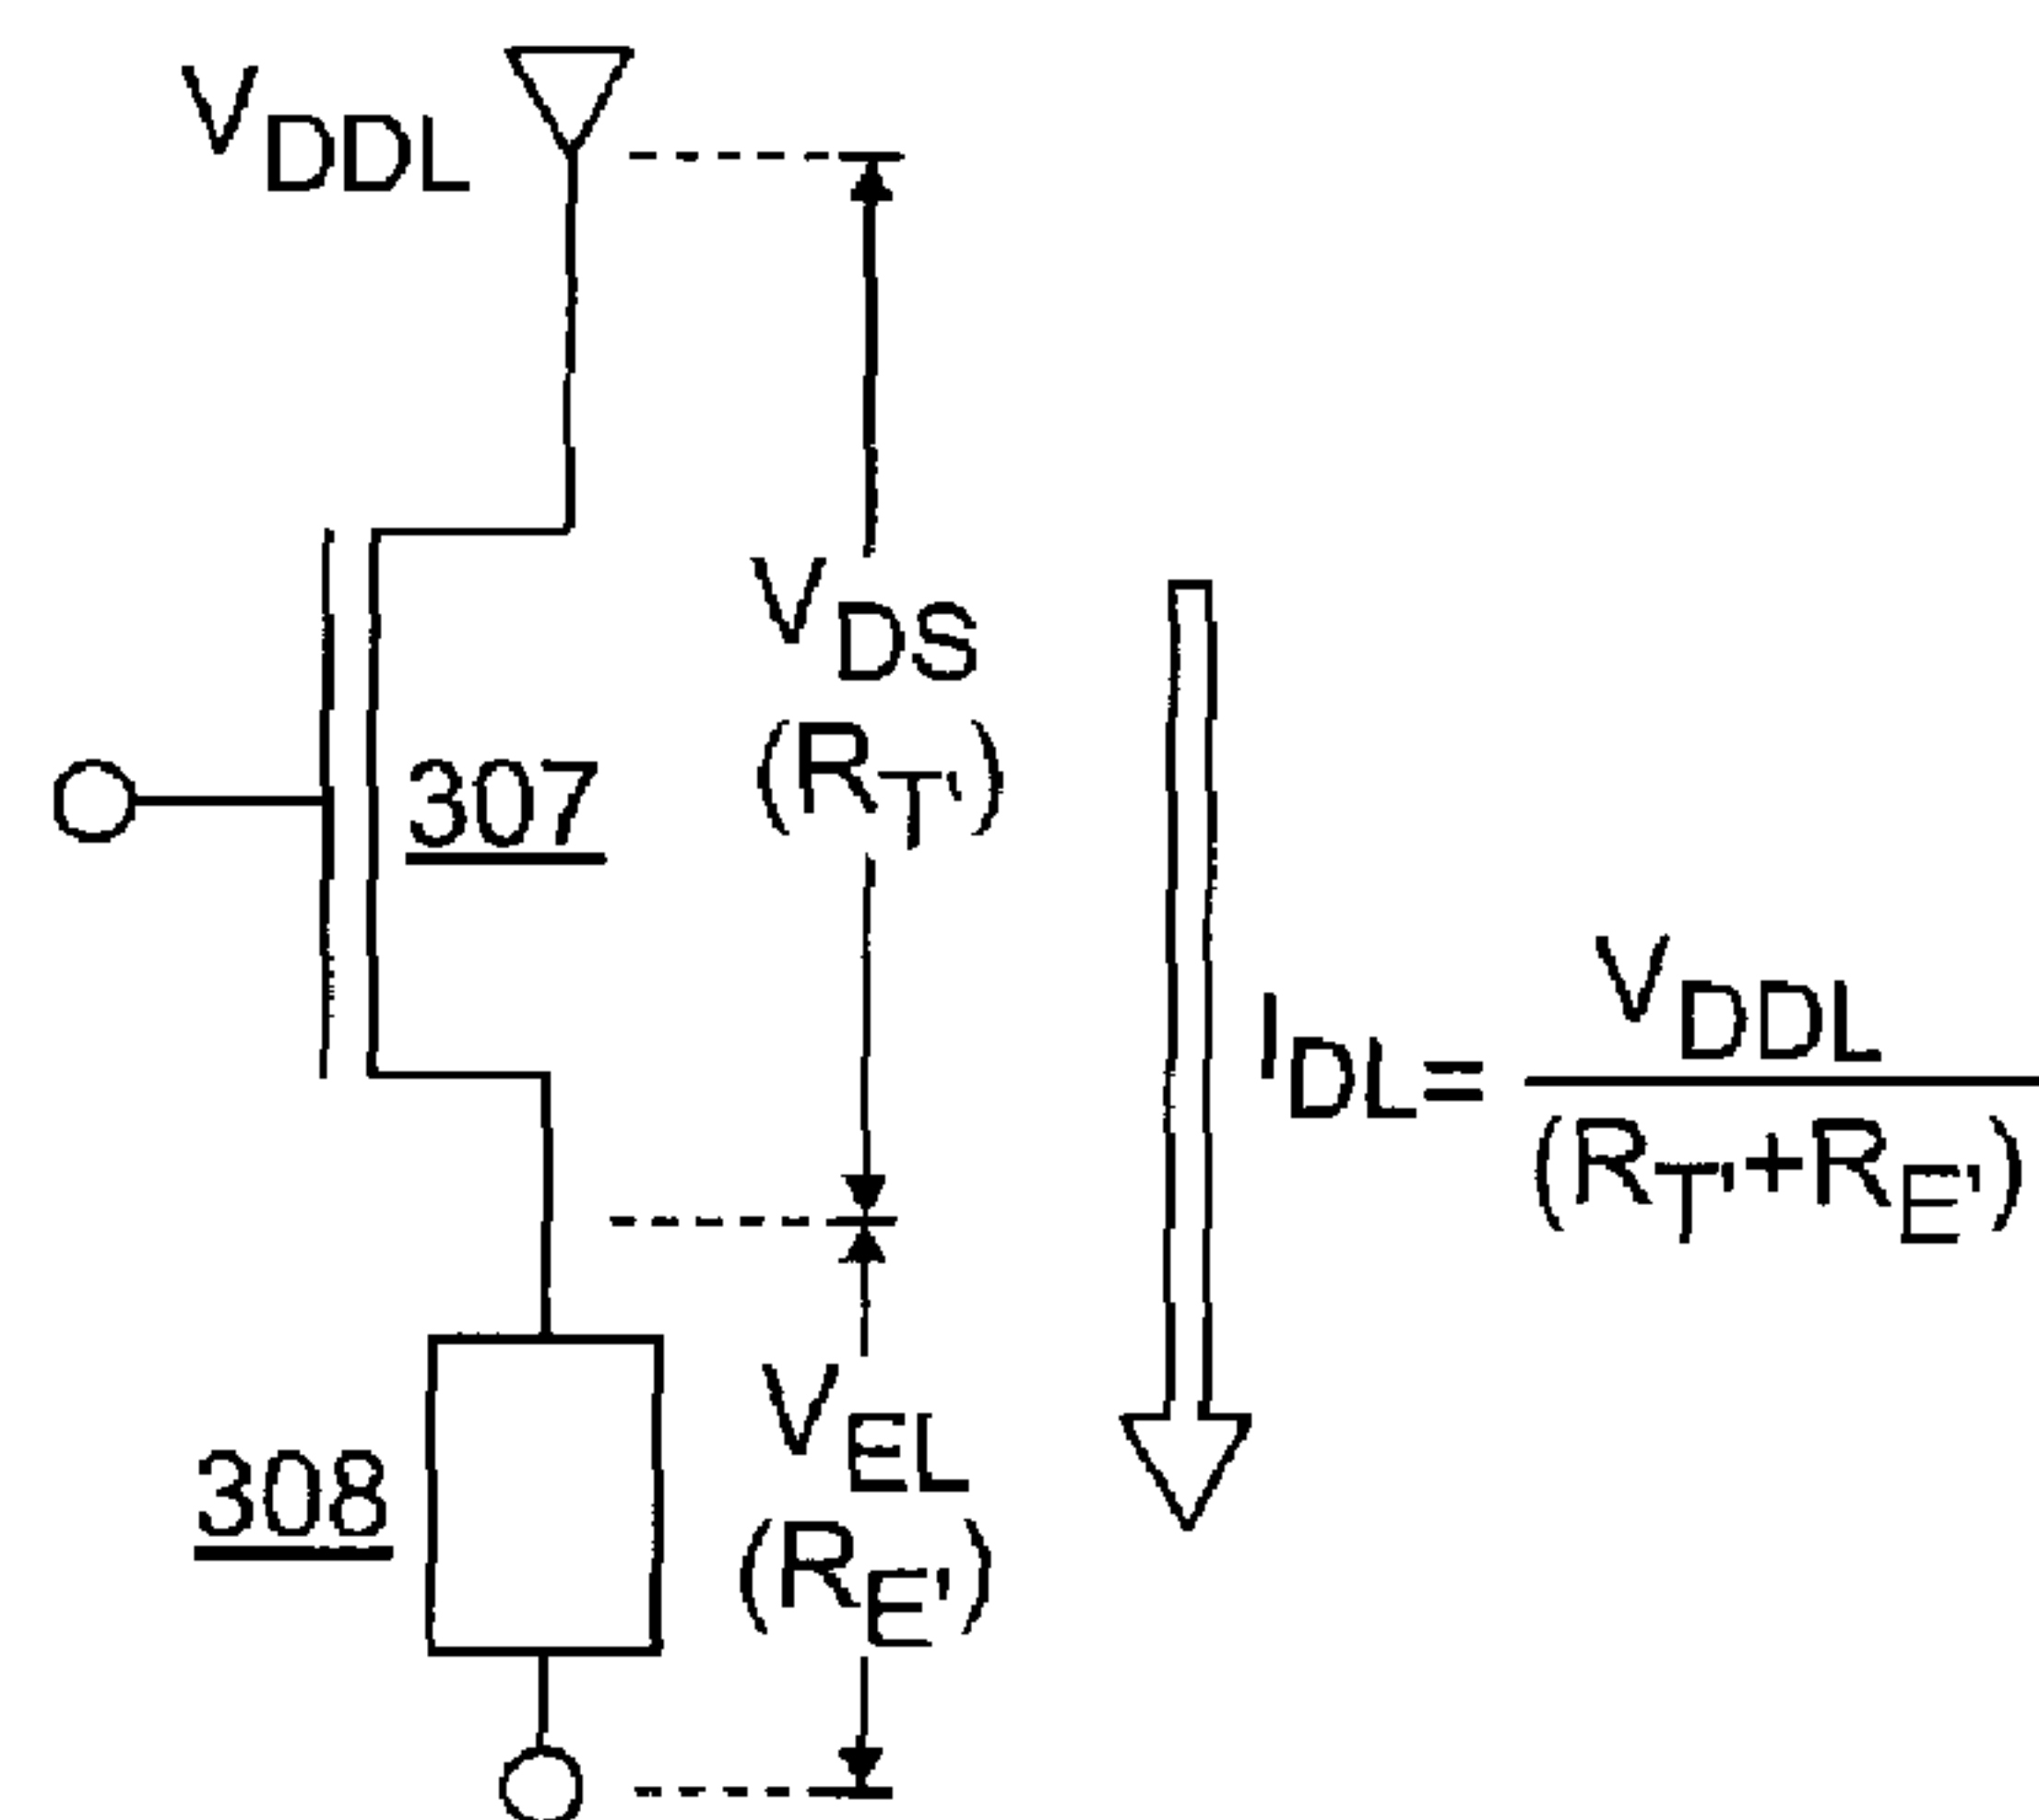 VDDL
VDS
(RT')
307
IDL=
VDDL
(RT'+RE')
VEL
308
(RE')